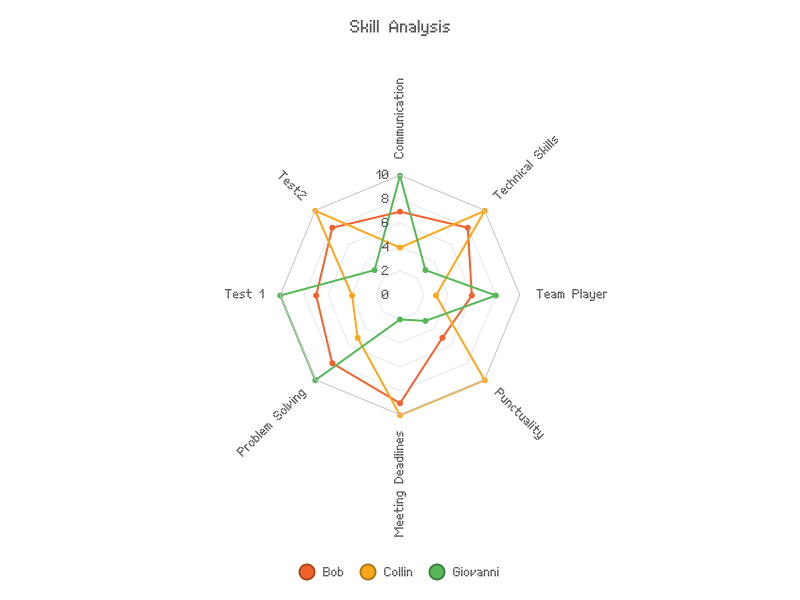 Skill Analysis
Communication
Technical Skills
Team Player
Punctuality
Meeting Deadlines
Problem Solving
Test 1
Test2
10
8
6
4
2
0
Bob
Collin
Giovanni